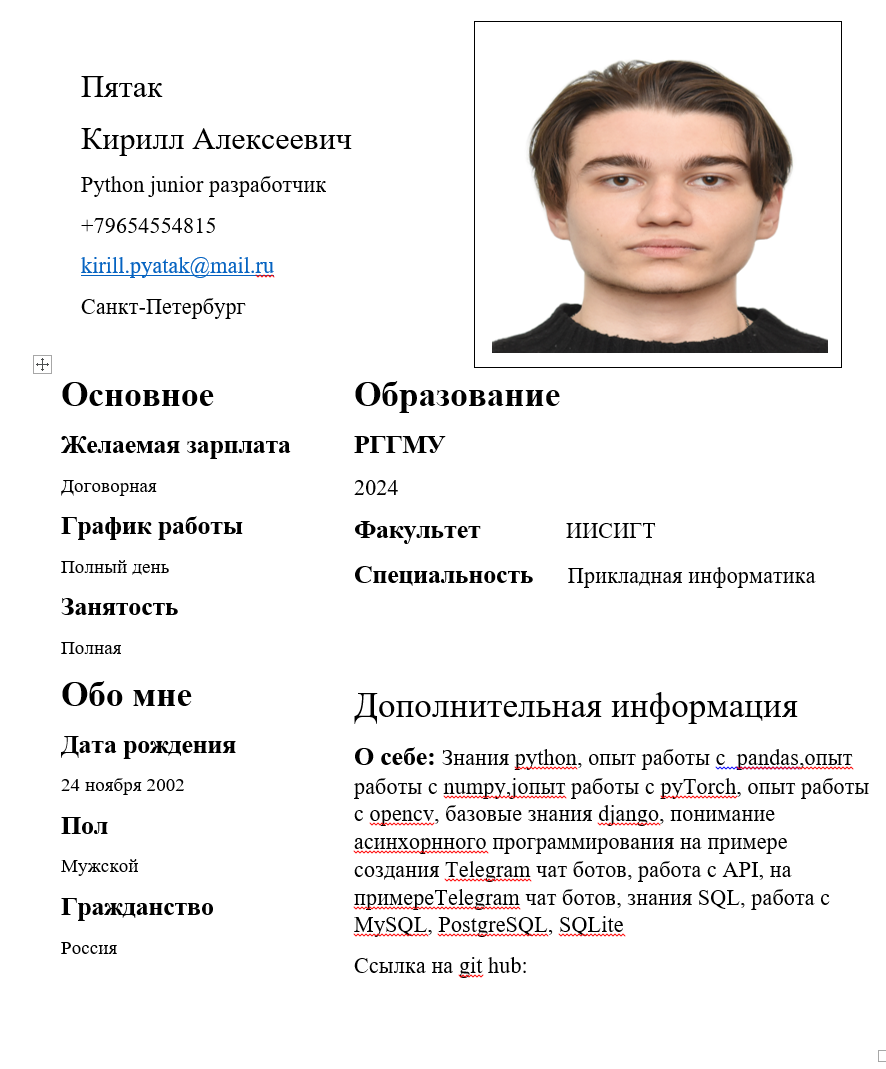 Пятак
Кирилл Алексеевич
Python junior разработчик
+79654554815
kirill.pyatak@mail.ru
Санкт-Петербург
Основное
Желаемая зарплата
Договорная
График работы
Полный день
Занятость
Полная
Обо мне
Дата рождения
24 ноября 2002
Пол
Мужской
Гражданство
Россия
Образование
РГГМУ
2024
Факультет ИИСИГТ
Специальность Прикладная информатика
Дополнительная информация
О себе: Знания python, опыт работы с pandas,опыт
работы с numpy,jопыт работы с pyTorch, опыт работы
с opencv, базовые знания django, понимание
асинхорнного программирования на примере
создания Telegram чат ботов, работа с API, на
примереTelegram чат ботов, знания SQL, работа с
MySQL, PostgreSQL, SQLite
Ссылка на git hub: